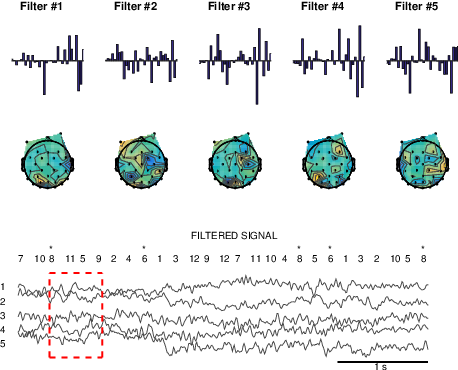 Filter #1 Filter #2 Filter #3 Filter #4 Filter #5
FILTERED SIGNAL
* * * * *
7 10 8 11 5 9 2 4 6 1 3 12 9 12 7 11 10 4 8 5 6 1 3 2 10 5 8
1
2
3
4
5
1 s